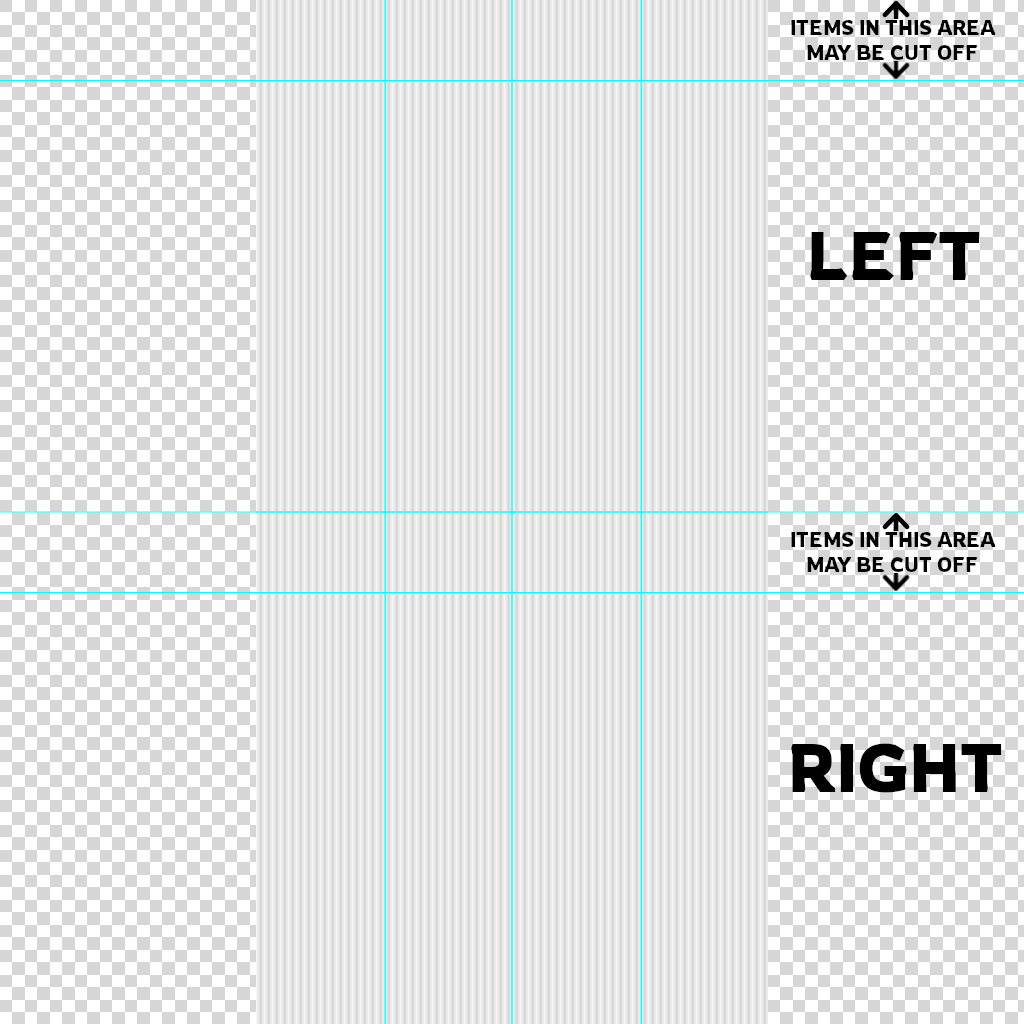 ITEMS IN THIS AREA
MAY BE CUT OFF
LEFT
ITEMS IN THIS AREA
MAY BE CUT OFF
RIGHT